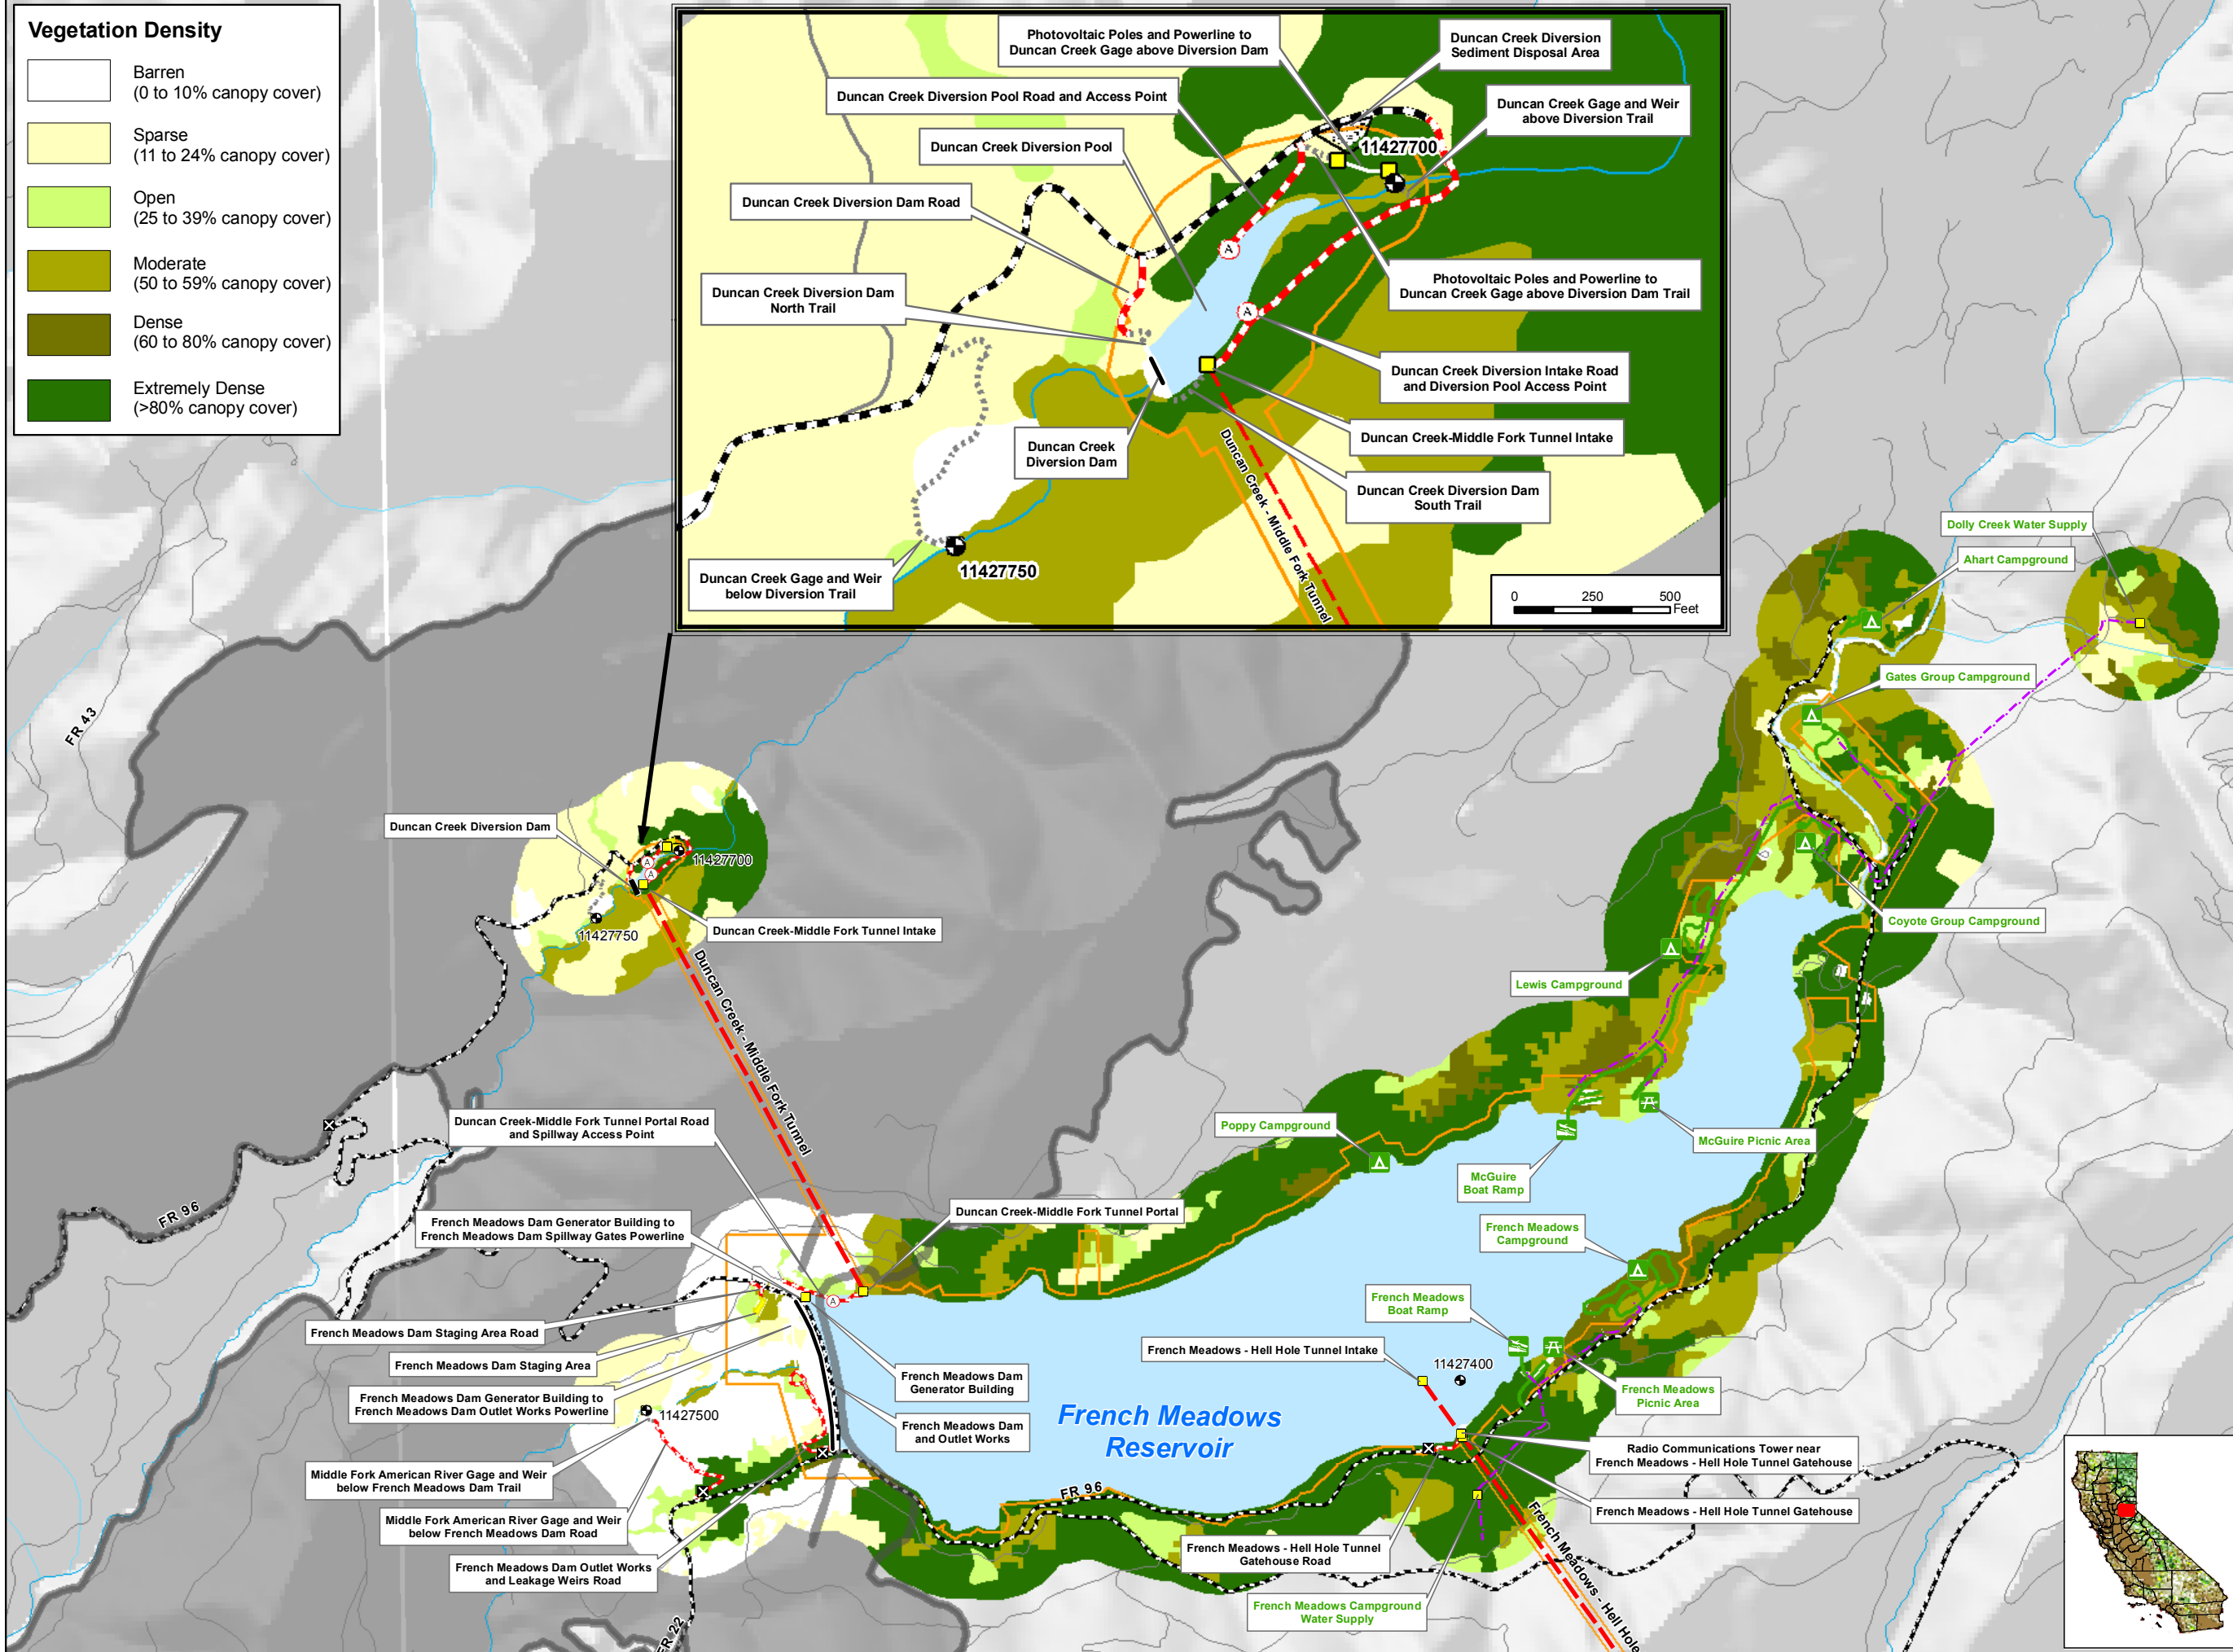 Vegetation Density
Barren
(0 to 10% canopy cover)
Sparse
(11 to 24% canopy cover)
Open
(25 to 39% canopy cover)
Moderate
(50 to 59% canopy cover)
Dense
(60 to 80% canopy cover)
Extremely Dense
(>80% canopy cover)
Photovoltaic Poles and Powerline to
Duncan Creek Gage above Diversion Dam
Duncan Creek Diversion
Sediment Disposal Area
Duncan Creek Diversion Pool Road and Access Point
Duncan Creek Gage and Weir
above Diversion Trail
Duncan Creek Diversion Pool
11427700
Duncan Creek Diversion Dam Road
A
Photovoltaic Poles and Powerline to
Duncan Creek Gage above Diversion Dam Trail
Duncan Creek Diversion Dam
North Trail
A
Duncan Creek Diversion Intake Road
and Diversion Pool Access Point
Duncan Creek
Diversion Dam
Duncan Creek-Middle Fork Tunnel Intake
Duncan Creek Diversion Dam
South Trail
Duncan Creek - Middle Fork Tunnel
11427750
Duncan Creek Gage and Weir
below Diversion Trail
0 250 500
Feet
Dolly Creek Water Supply
Ahart Campground
Gates Group Campground
FR 43
Duncan Creek Diversion Dam
A
A
11427700
11427750
Duncan Creek-Middle Fork Tunnel Intake
Coyote Group Campground
Lewis Campground
Duncan Creek - Middle Fork Tunnel
Duncan Creek-Middle Fork Tunnel Portal Road
and Spillway Access Point
Poppy Campground
McGuire Picnic Area
McGuire
Boat Ramp
FR 96
French Meadows Dam Generator Building to
French Meadows Dam Spillway Gates Powerline
Duncan Creek-Middle Fork Tunnel Portal
French Meadows
Campground
A
French Meadows
Boat Ramp
French Meadows Dam Staging Area Road
French Meadows - Hell Hole Tunnel Intake
11427400
French Meadows Dam Staging Area
French Meadows Dam
Generator Building
French Meadows
Picnic Area
French Meadows Dam Generator Building to
French Meadows Dam Outlet Works Powerline
11427500
French Meadows Dam
and Outlet Works
French Meadows
Reservoir
Radio Communications Tower near
French Meadows - Hell Hole Tunnel Gatehouse
Middle Fork American River Gage and Weir
below French Meadows Dam Trail
FR 96
French Meadows - Hell Hole Tunnel Gatehouse
Middle Fork American River Gage and Weir
below French Meadows Dam Road
French Meadows - Hell Hole Tunnel
Gatehouse Road
French Meadows Dam Outlet Works
and Leakage Weirs Road
French Meadows Campground
Water Supply
French Meadows - Hell Hole
FR 22